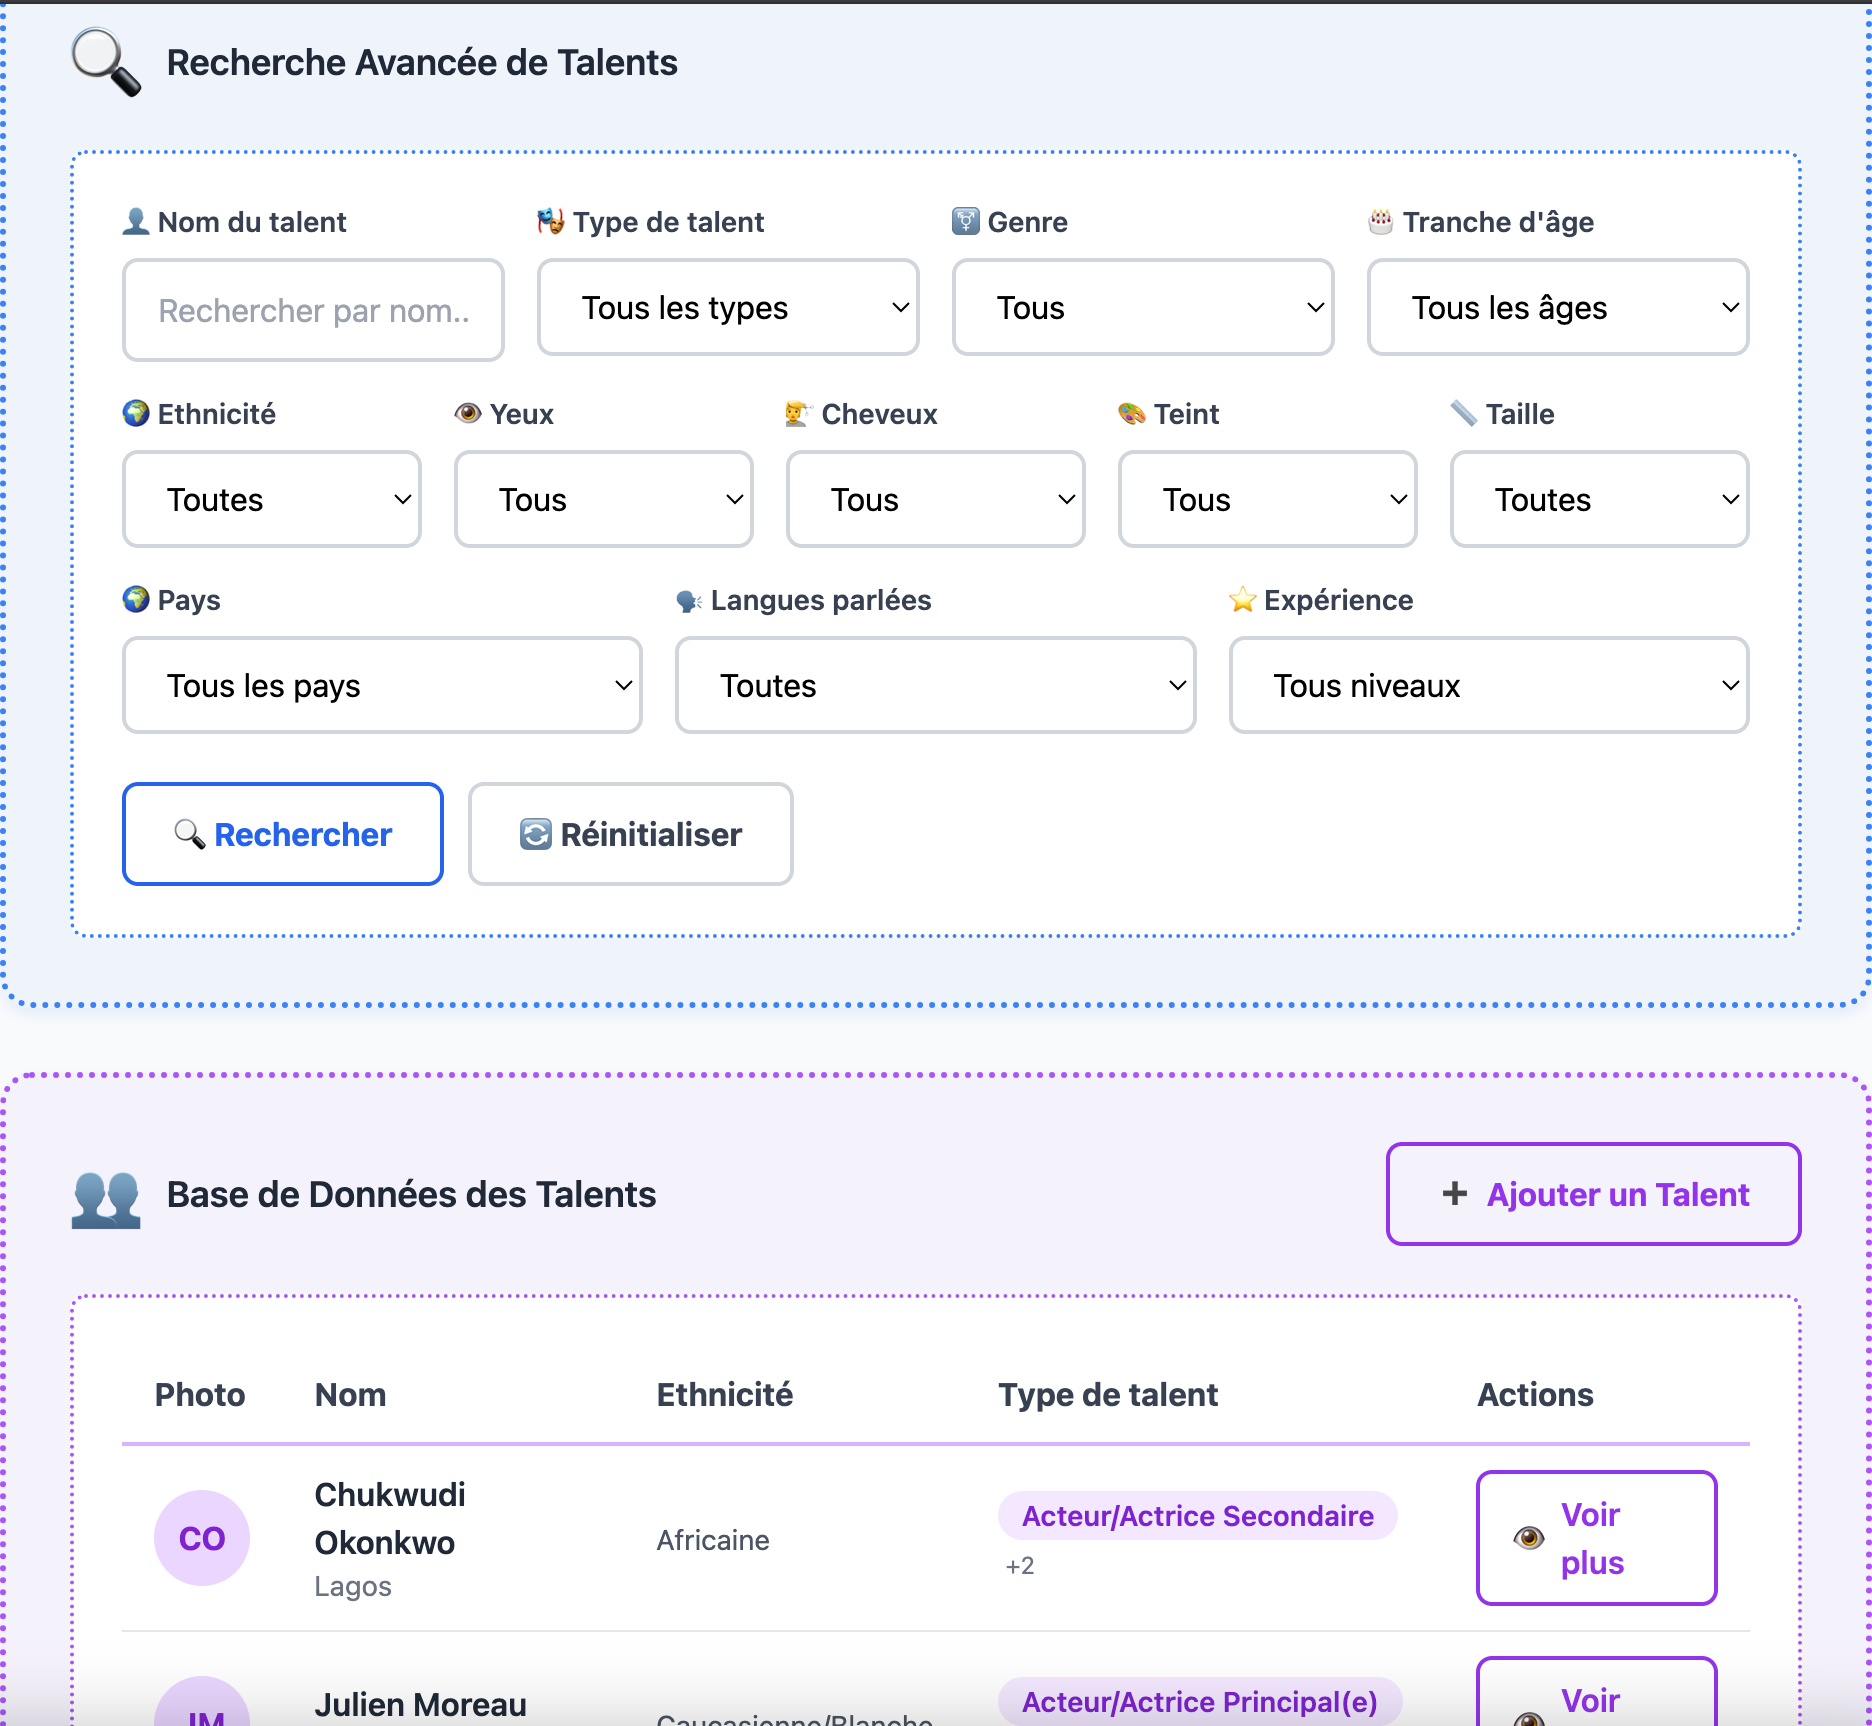 Recherche Avancée de Talents
Nom du talent
Type de talent
Genre
Tranche d'âge
Rechercher par nom..
Tous les types
Tous
Tous les âges
Ethnicité
Yeux
Cheveux
Teint
Taille
Toutes
Tous
Tous
Tous
Toutes
Pays
Langues parlées
Expérience
Tous les pays
Toutes
Tous niveaux
Rechercher
Réinitialiser
Base de Données des Talents
+ Ajouter un Talent
Photo
Nom
Ethnicité
Type de talent
Actions
CO
Chukwudi
Okonkwo
Lagos
Africaine
Acteur/Actrice Secondaire
+2
Voir
plus
JM
Julien Moreau
Caucasienne/Blanche
Acteur/Actrice Principal(e)
Voir